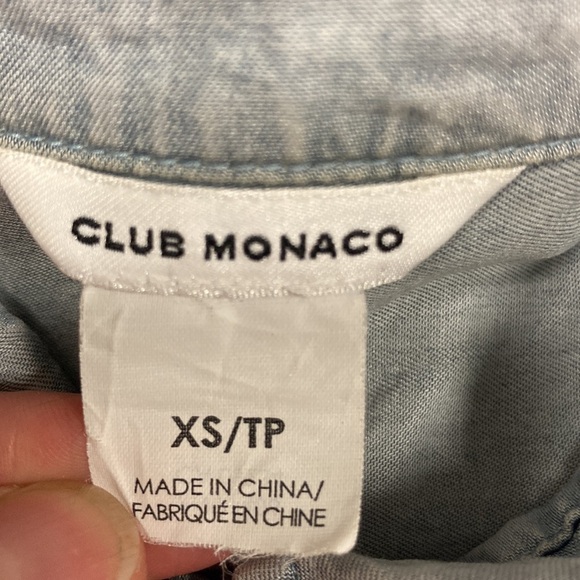 CLUB MONACO
XS/TP
MADE IN CHINA/
FABRIQUÉ EN CHINE